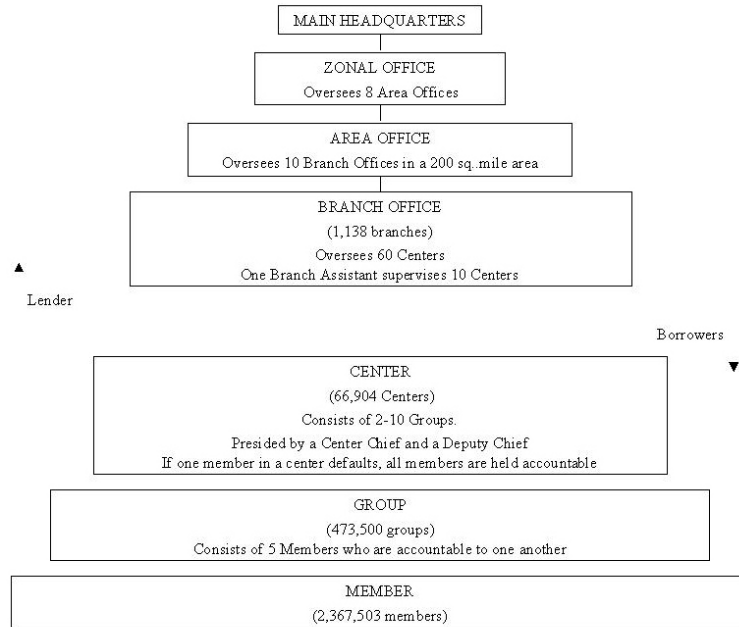 MAIN HEADQUARTERS
ZONAL OFFICE
Oversees 8 Area Offices
AREA OFFICE
Oversees 10 Branch Offices in a 200 sq..mile area
BRANCH OFFICE
(1,138 branches)
Oversees 60 Centers
One Branch Assistant supervises 10 Centers
Lender
Borrowers
CENTER
(66,904 Centers)
Consists of 2-10 Groups.
Presided by a Center Chief and a Deputy Chief
If one member in a center defaults, all members are held accountable
GROUP
(473,500 groups)
Consists of 5 Members who are accountable to one another
MEMBER
(2,367,503 members)